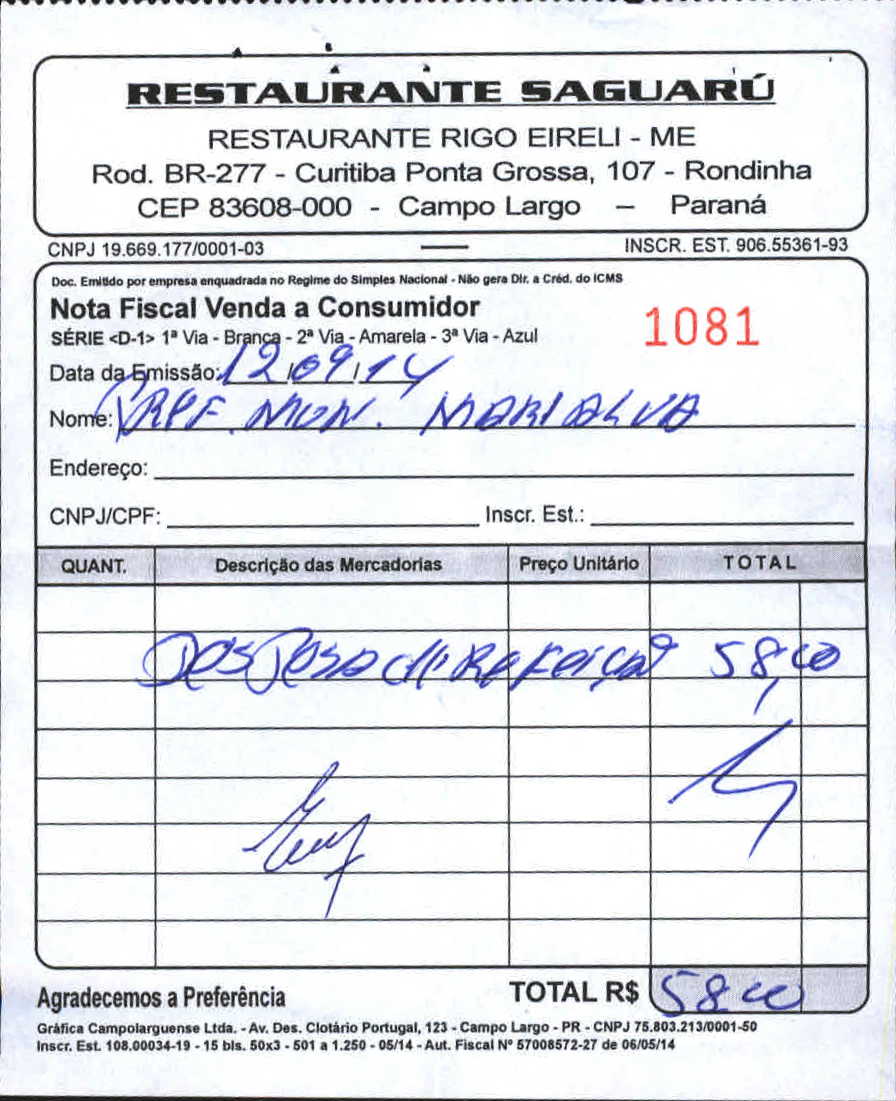 RESTAURANTE SAGUARÚ
RESTAURANTE RIGO EIRELI - ME
Rod. BR-277 - Curitiba Ponta Grossa, 107 - Rondinha
CEP 83608-000 - Campo Largo – Paraná
CNPJ 19.669.177/0001-03 INSCR. EST. 906.55361-93
Doc. Emitido por empresa enquadrada no Regime do Simples Nacional - Não gera Dir. a Créd. do ICMS
Nota Fiscal Venda a Consumidor
1081
SÉRIE <D-1> 1ª Via - Branca - 2ª Via - Amarela - 3ª Via - Azul
Data da Emissão: 12/09/14
Nome: PREF. MUN. MARIALVA
Endereço:
CNPJ/CPF: Inscr. Est.:
QUANT. Descrição das Mercadorias Preço Unitário TOTAL
Despesa c/ Refeição 58,00
Agradecemos a Preferência TOTAL R$ 58,00
Gráfica Campolarguense Ltda. - Av. Des. Clotário Portugal, 123 - Campo Largo - PR - CNPJ 75.803.213/0001-50
Inscr. Est. 108.00034-19 - 15 bls. 50x3 - 501 a 1.250 - 05/14 - Aut. Fiscal Nº 57008572-27 de 06/05/14